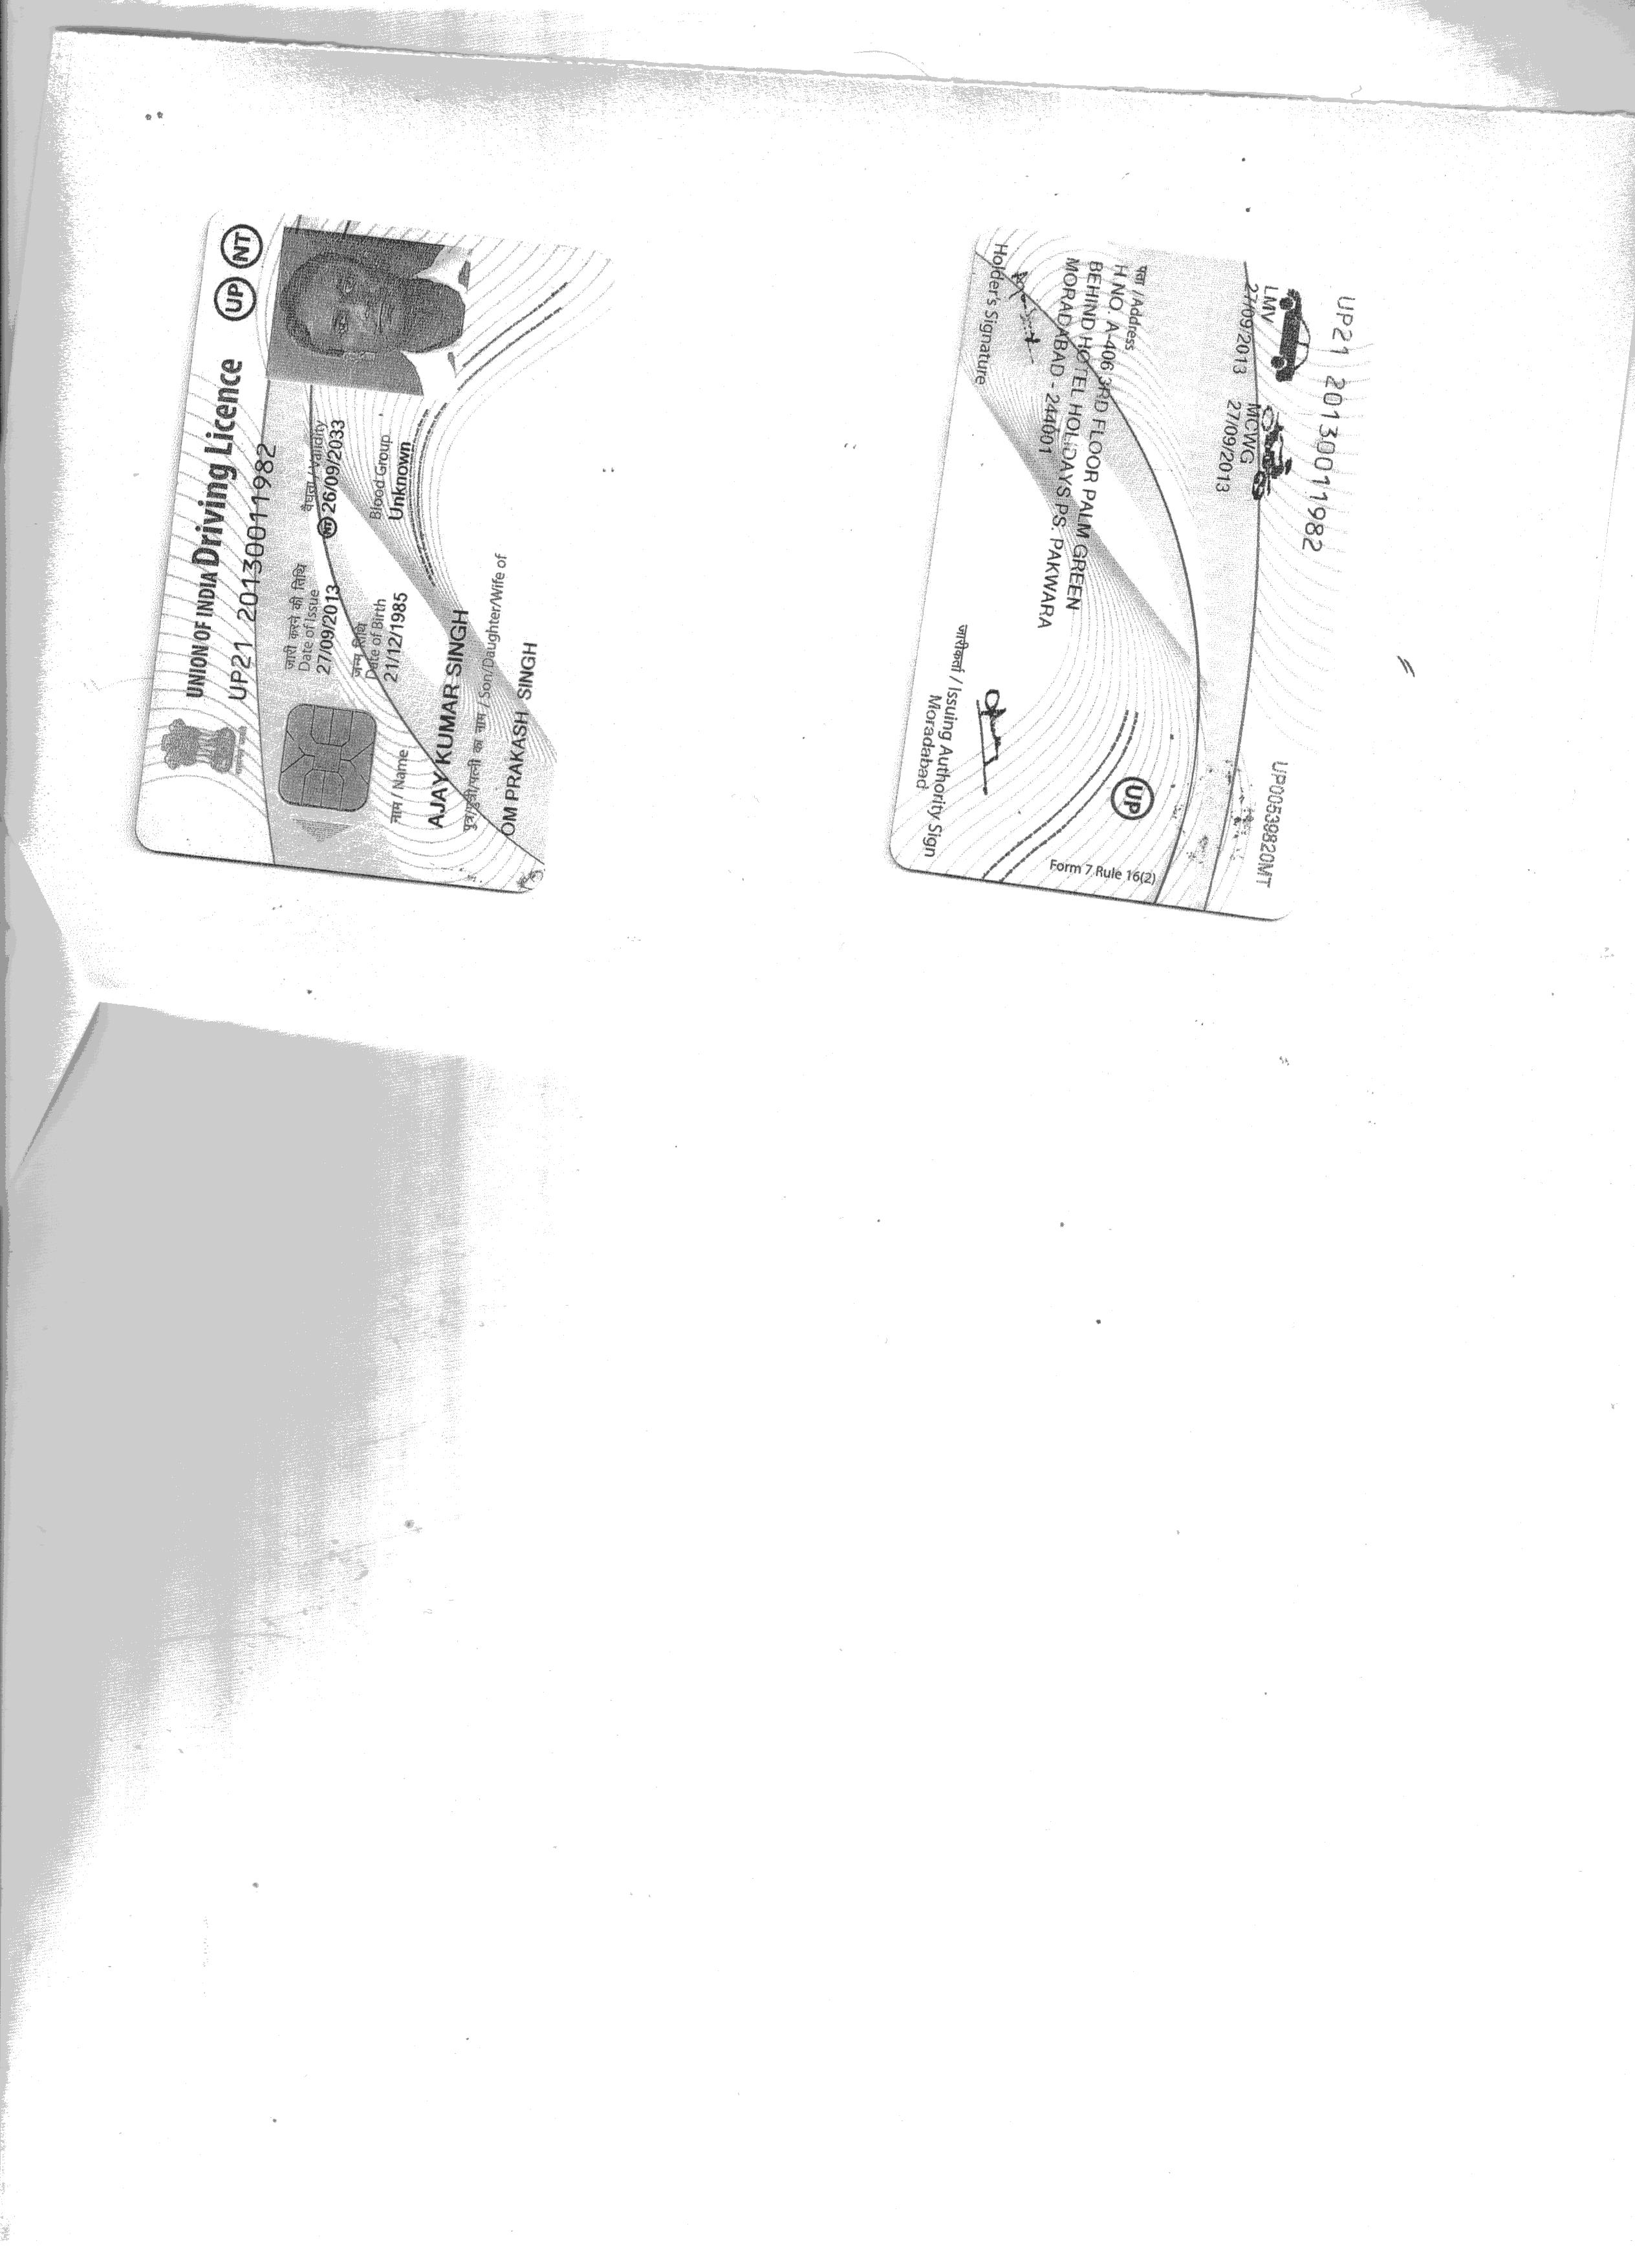 UNION OF INDIA Driving Licence UP NT
UP21 20130011982
जारी करने की तिथि
Date of Issue
27/09/2013
वैधता / Validity
NT 26/09/2033
जन्म तिथि
Date of Birth
21/12/1985
Blood Group
Unknown
नाम / Name
AJAY KUMAR SINGH
पुत्र/पुत्री/पत्नी का नाम / Son/Daughter/Wife of
OM PRAKASH SINGH
UP21 20130011982
UP00539820MT
LMV
27/09/2013
MCWG
27/09/2013
पता /Address
H NO. A-406 3RD FLOOR PALM GREEN
BEHIND HOTEL HOLIDAYS PS. PAKWARA
MORADABAD - 244001
Holder's Signature
UP
Form 7 Rule 16(2)
जारीकर्ता / Issuing Authority Sign
Moradabad